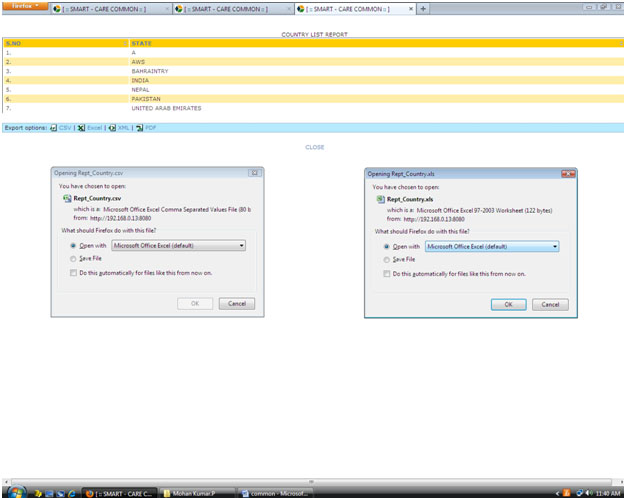 Firefox
[ :: SMART - CARE COMMON :: ] × [ :: SMART - CARE COMMON :: ] × [ :: SMART - CARE COMMON :: ] × +
COUNTRY LIST REPORT
S.NO STATE
1. A
2. AWS
3. BAHRAINTRY
4. INDIA
5. NEPAL
6. PAKISTAN
7. UNITED ARAB EMIRATES
Export options: CSV | Excel | XML | PDF
CLOSE
Opening Rept_Country.csv
You have chosen to open:
Rept_Country.csv
which is a: Microsoft Office Excel Comma Separated Values File (80 b
from: http://192.168.0.13:8080
What should Firefox do with this file?
Open with Microsoft Office Excel (default)
Save File
Do this automatically for files like this from now on.
OK Cancel
Opening Rept_Country.xls
You have chosen to open:
Rept_Country.xls
which is a: Microsoft Office Excel 97-2003 Worksheet (122 bytes)
from: http://192.168.0.13:8080
What should Firefox do with this file?
Open with Microsoft Office Excel (default)
Save File
Do this automatically for files like this from now on.
OK Cancel
[ :: SMART - CARE C... Mohan Kumar.P common - Microsof... 11:40 AM